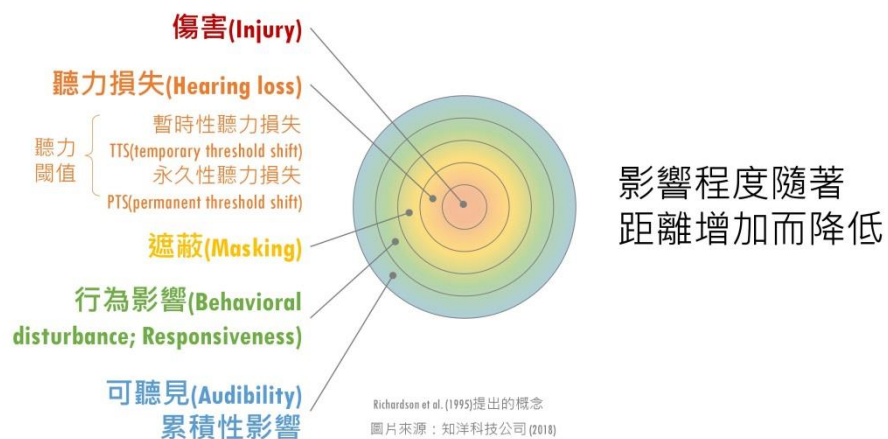 傷害(Injury)
聽力損失(Hearing loss)
聽力
閾值
暫時性聽力損失
TTS(temporary threshold shift)
永久性聽力損失
PTS(permanent threshold shift)
遮蔽(Masking)
行為影響(Behavioral
disturbance; Responsiveness)
可聽見(Audibility)
累積性影響
影響程度隨著
距離增加而降低
Richardson et al. (1995)提出的概念
圖片來源：知洋科技公司(2018)